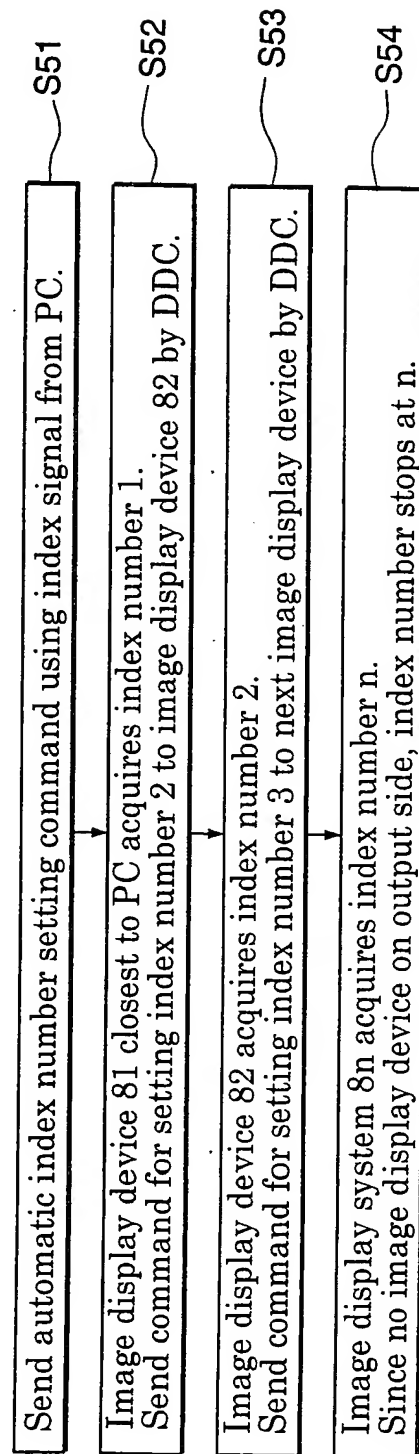 Send automatic index number setting command using index signal from PC.
S51
Image display device 81 closest to PC acquires index number 1.
Send command for setting index number 2 to image display device 82 by DDC.
S52
Image display device 82 acquires index number 2.
Send command for setting index number 3 to next image display device by DDC.
S53
Image display system 8n acquires index number n.
Since no image display device on output side, index number stops at n.
S54